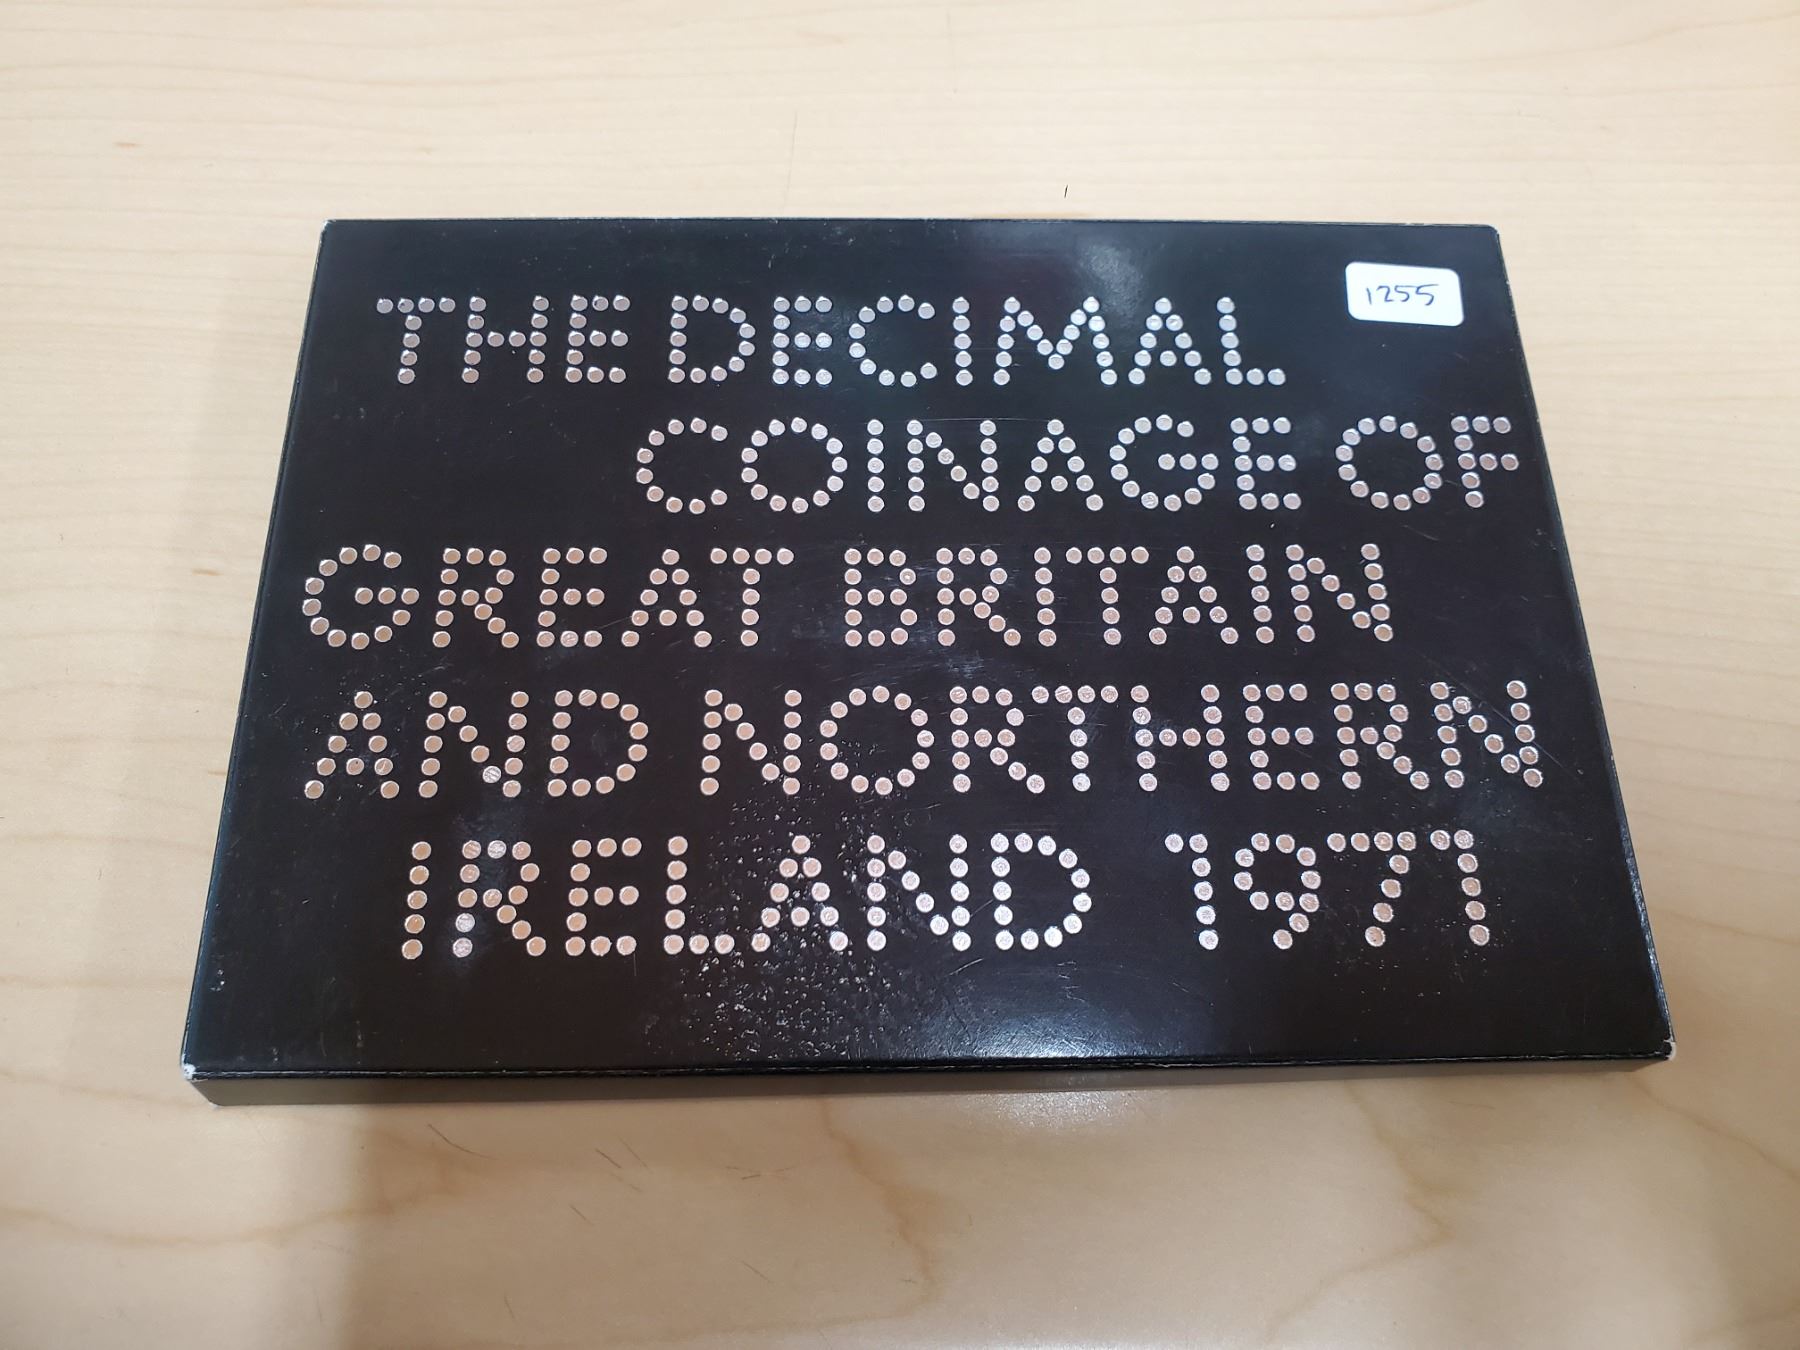 1255
THE DECIMAL
COINAGE OF
GREAT BRITAIN
AND NORTHERN
IRELAND 1971